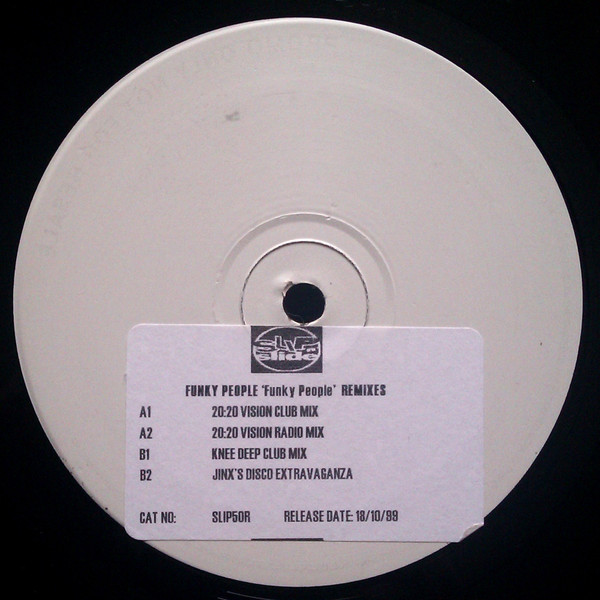 SLIP n
slide
FUNKY PEOPLE 'Funky People' REMIXES
A1 20:20 VISION CLUB MIX
A2 20:20 VISION RADIO MIX
B1 KNEE DEEP CLUB MIX
B2 JINX'S DISCO EXTRAVAGANZA
CAT NO: SLIP50R RELEASE DATE: 18/10/99